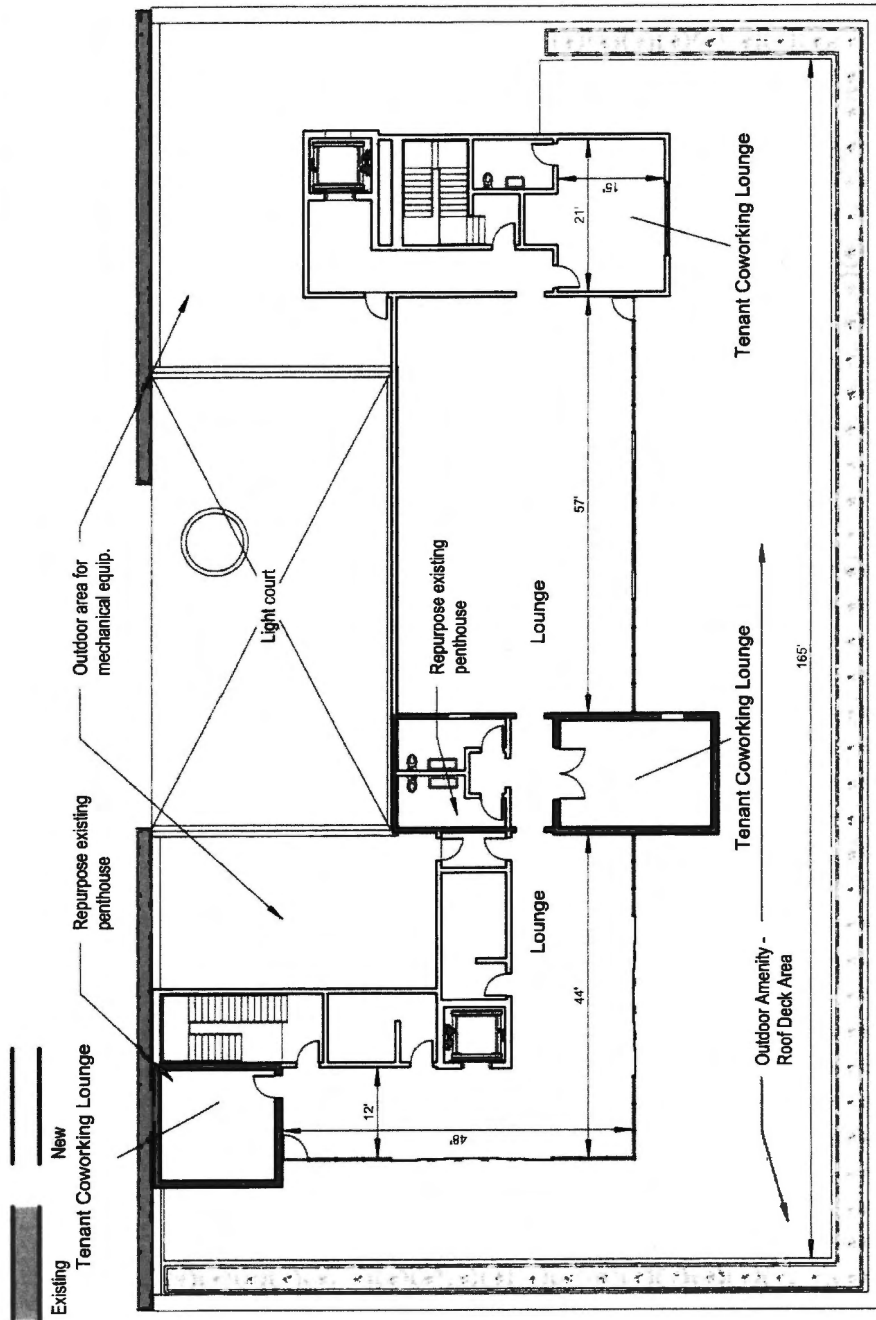 Existing
New
Tenant Coworking Lounge
Repurpose existing
penthouse
Outdoor area for
mechanical equip.
Light court
Repurpose existing
penthouse
Lounge
Lounge
12'
48'
44'
57'
21'
15'
Tenant Coworking Lounge
Tenant Coworking Lounge
Outdoor Amenity -
Roof Deck Area
165'